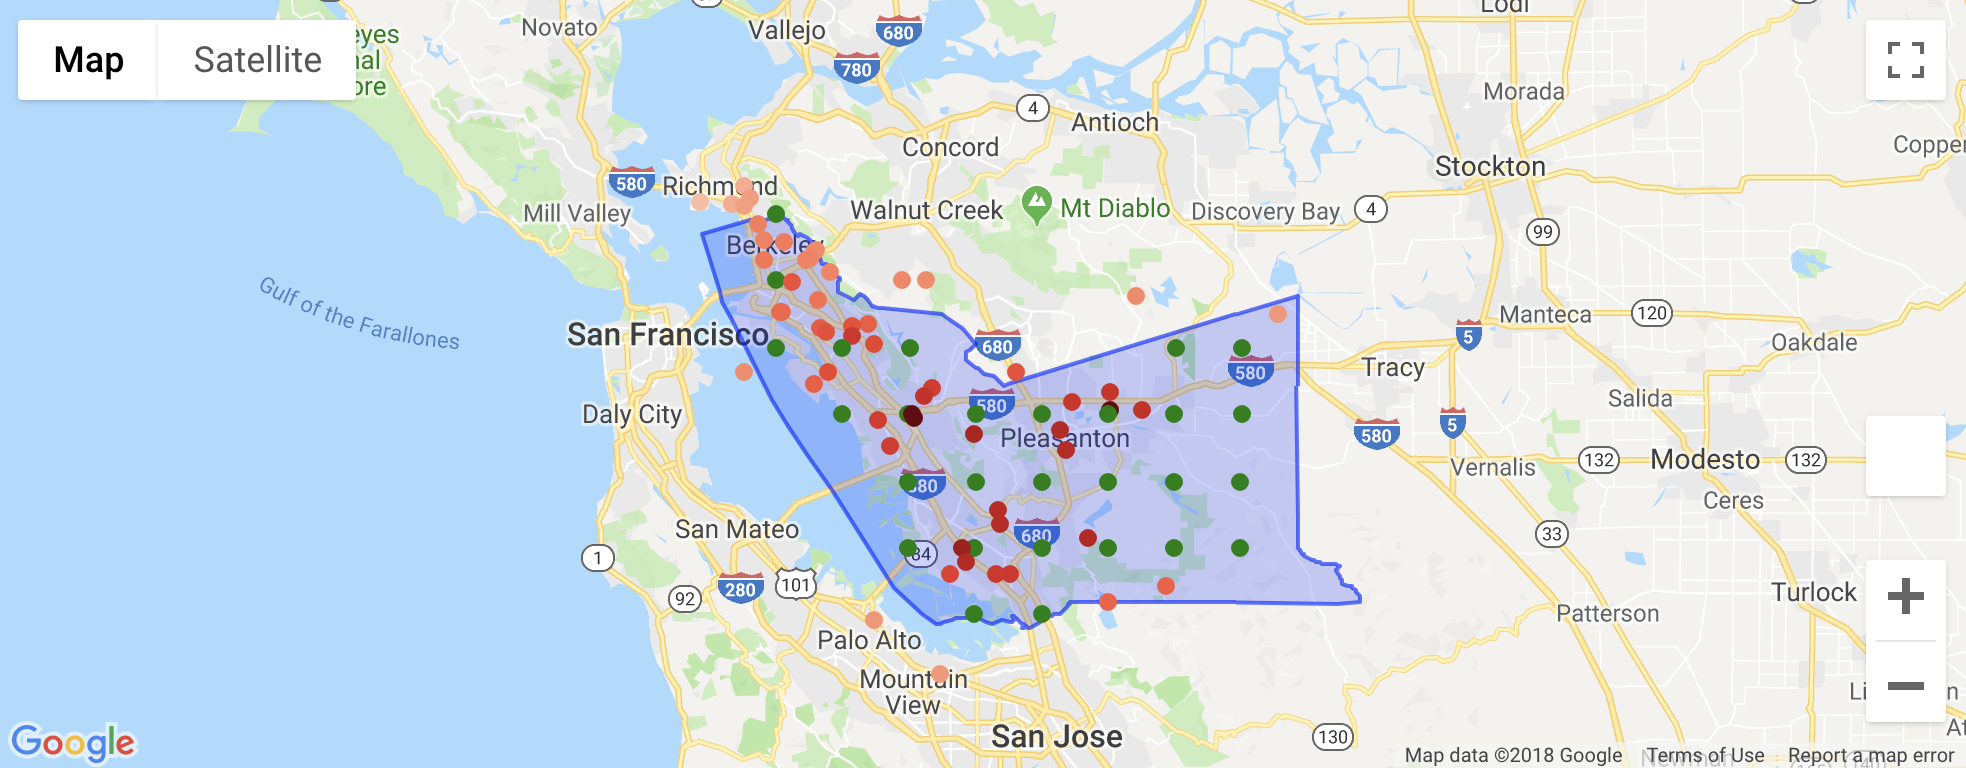 Lodi
Novato
Vallejo
680
Map
Satellite
eyes
nal
ore
780
Morada
4
Antioch
Concord
Copper
Stockton
580
Richmond
Mill Valley
Walnut Creek
Mt Diablo
Discovery Bay
4
99
Berkeley
Gulf of the Farallones
Manteca
120
San Francisco
680
5
Oakdale
580
Tracy
580
Salida
Daly City
5
Pleasanton
580
132
Modesto
132
Vernalis
580
Ceres
San Mateo
680
33
84
1
280
101
92
Turlock
Patterson
Palo Alto
Mountain
View
Li
n
San Jose
130
At
Google
Map data ©2018 Google
Terms of Use
Report a map error
Newman
140